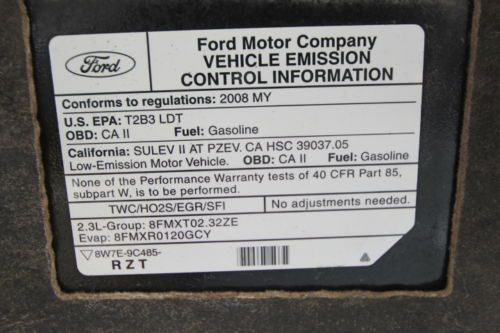 Ford
Ford Motor Company
VEHICLE EMISSION
CONTROL INFORMATION
Conforms to regulations: 2008 MY
U.S. EPA: T2B3 LDT
OBD: CA II Fuel: Gasoline
California: SULEV II AT PZEV. CA HSC 39037.05
Low-Emission Motor Vehicle. OBD: CA II Fuel: Gasoline
None of the Performance Warranty tests of 40 CFR Part 85,
subpart W, is to be performed.
TWC/HO2S/EGR/SFI No adjustments needed.
2.3L-Group: 8FMXT02.32ZE
Evap: 8FMXR0120GCY
8W7E-9C485-
RZT